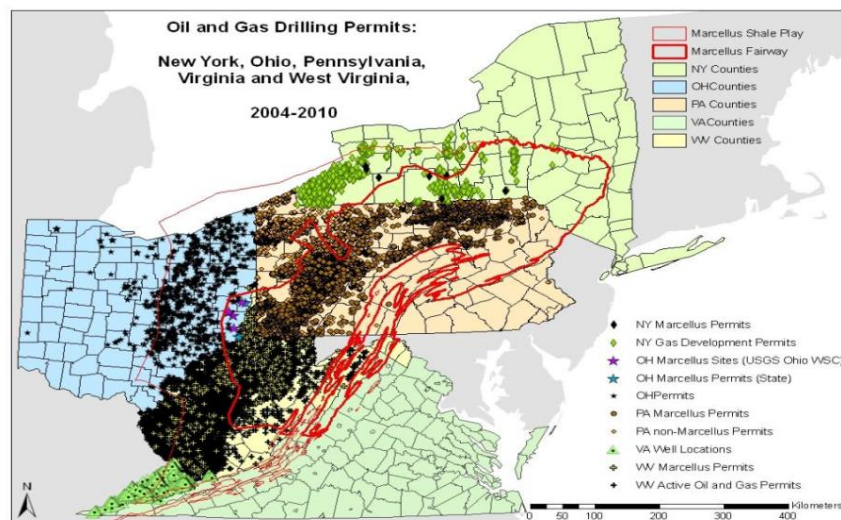 Oil and Gas Drilling Permits:
New York, Ohio, Pennsylvania,
Virginia and West Virginia,
2004-2010
Marcellus Shale Play
Marcellus Fairway
NY Counties
OHCounties
PA Counties
VACounties
WV Counties
NY Marcellus Permits
NY Gas Development Permits
OH Marcellus Sites (USGS Ohio WSC)
OH Marcellus Permits (State)
OHPermits
PA Marcellus Permits
PA non-Marcellus Permits
VA Well Locations
WV Marcellus Permits
WV Active Oil and Gas Permits
N
Kilometers
0 50 100 200 300 400